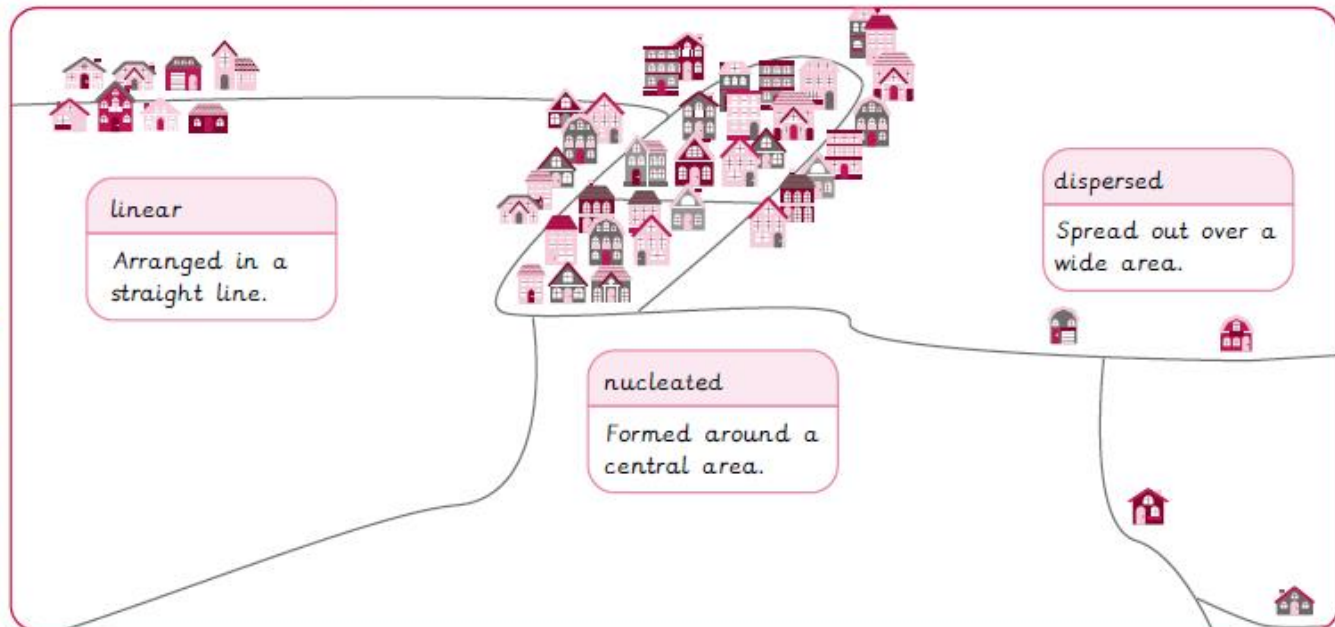 linear
Arranged in a
straight line.
nucleated
Formed around a
central area.
dispersed
Spread out over a
wide area.